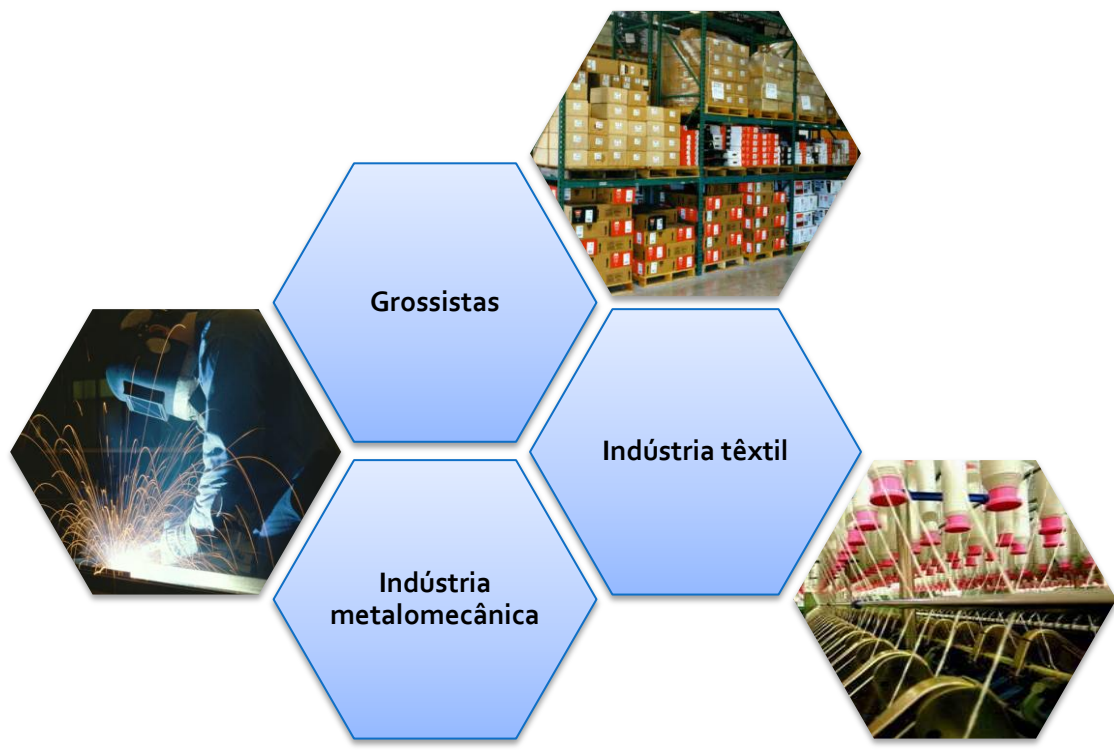 Grossistas
Indústria têxtil
Indústria
metalomecânica